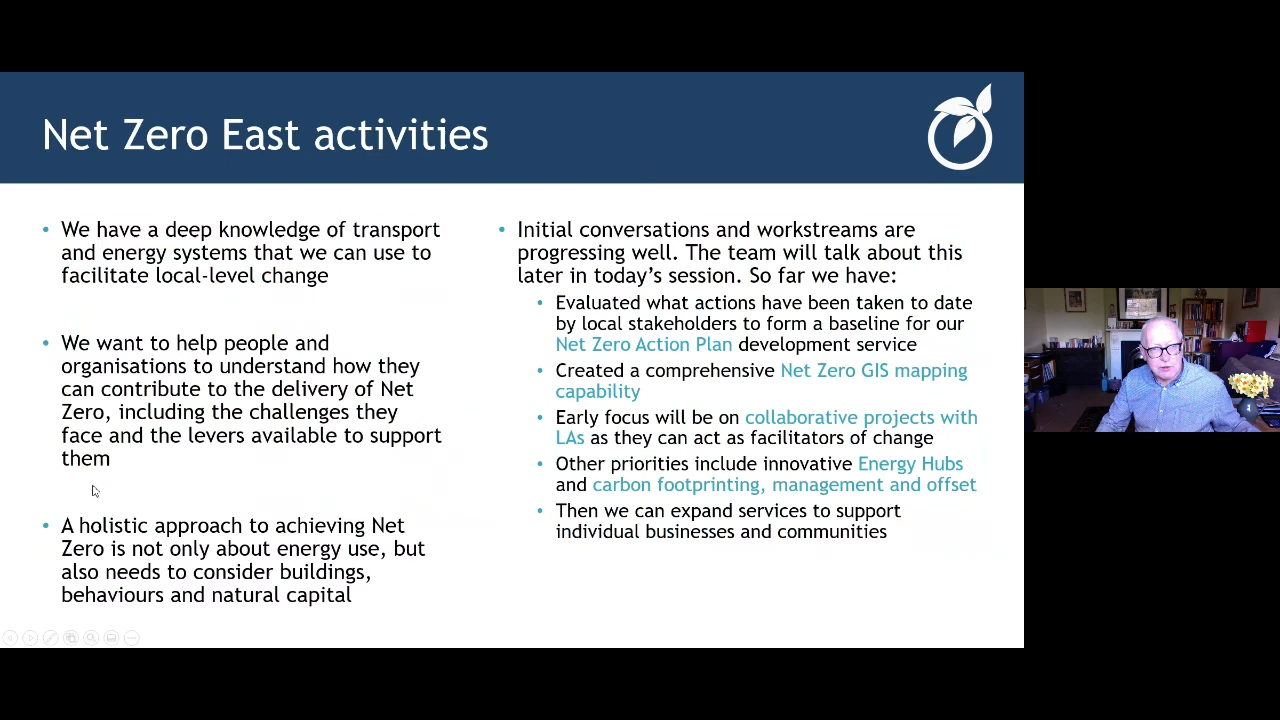 Net Zero East activities
• We have a deep knowledge of transport
and energy systems that we can use to
facilitate local-level change
• We want to help people and
organisations to understand how they
can contribute to the delivery of Net
Zero, including the challenges they
face and the levers available to support
them
• A holistic approach to achieving Net
Zero is not only about energy use, but
also needs to consider buildings,
behaviours and natural capital
• Initial conversations and workstreams are
progressing well. The team will talk about this
later in today’s session. So far we have:
• Evaluated what actions have been taken to date
by local stakeholders to form a baseline for our
Net Zero Action Plan development service
• Created a comprehensive Net Zero GIS mapping
capability
• Early focus will be on collaborative projects with
LAs as they can act as facilitators of change
• Other priorities include innovative Energy Hubs
and carbon footprinting, management and offset
• Then we can expand services to support
individual businesses and communities